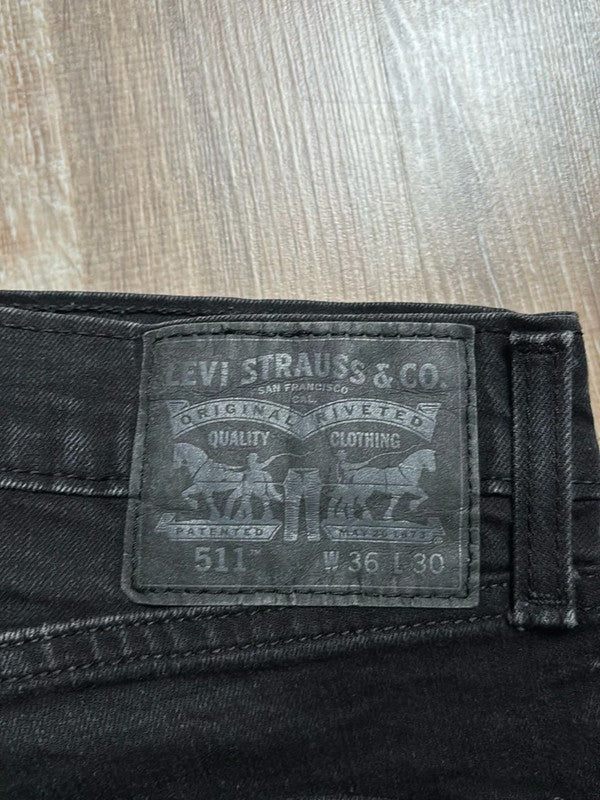 LEVI STRAUSS & CO.
SAN FRANCISCO
CAL.
ORIGINAL RIVETED
QUALITY CLOTHING
PATENTED MAY 20 1873
511™ W 36 L 30